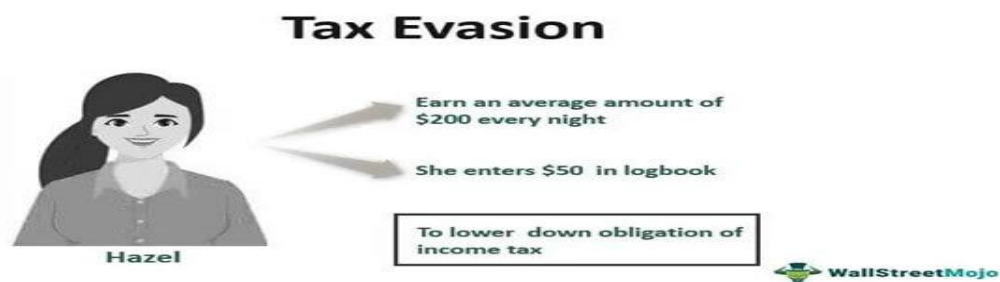 Tax Evasion
Earn an average amount of
$200 every night
She enters $50 in logbook
To lower down obligation of
income tax
Hazel
WallStreetMojo